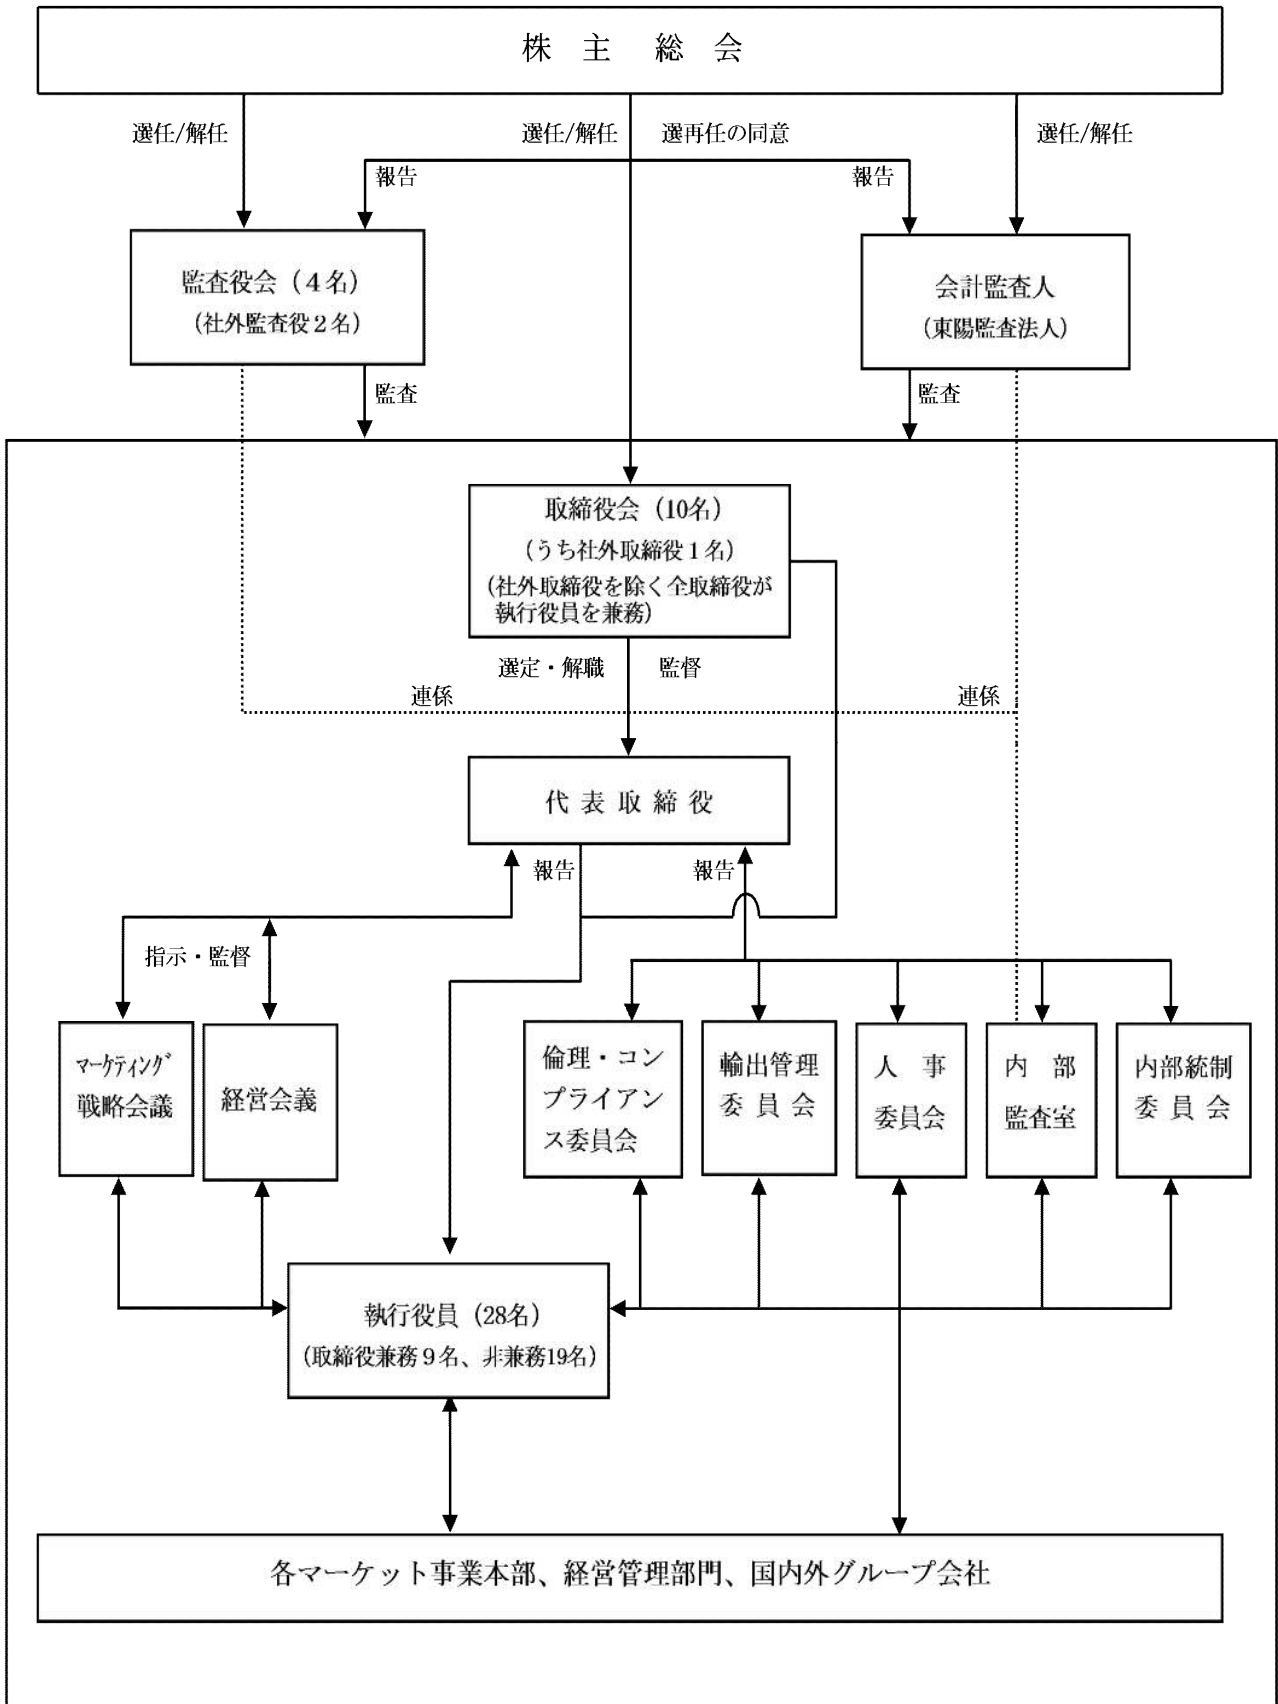 株主総会
選任/解任
選任/解任
選再任の同意
選任/解任
報告
報告
監査役会（４名）
（社外監査役２名）
会計監査人
（東陽監査法人）
監査
監査
取締役会（10名）
（うち社外取締役１名）
（社外取締役を除く全取締役が
執行役員を兼務）
選定・解職
監督
連係
連係
代表取締役
報告
報告
指示・監督
ﾏｰｹﾃｨﾝｸﾞ
戦略会議
経営会議
倫理・コン
プライアン
ス委員会
輸出管理
委員会
人事
委員会
内部
監査室
内部統制
委員会
執行役員（28名）
（取締役兼務９名、非兼務19名）
各マーケット事業本部、経営管理部門、国内外グループ会社